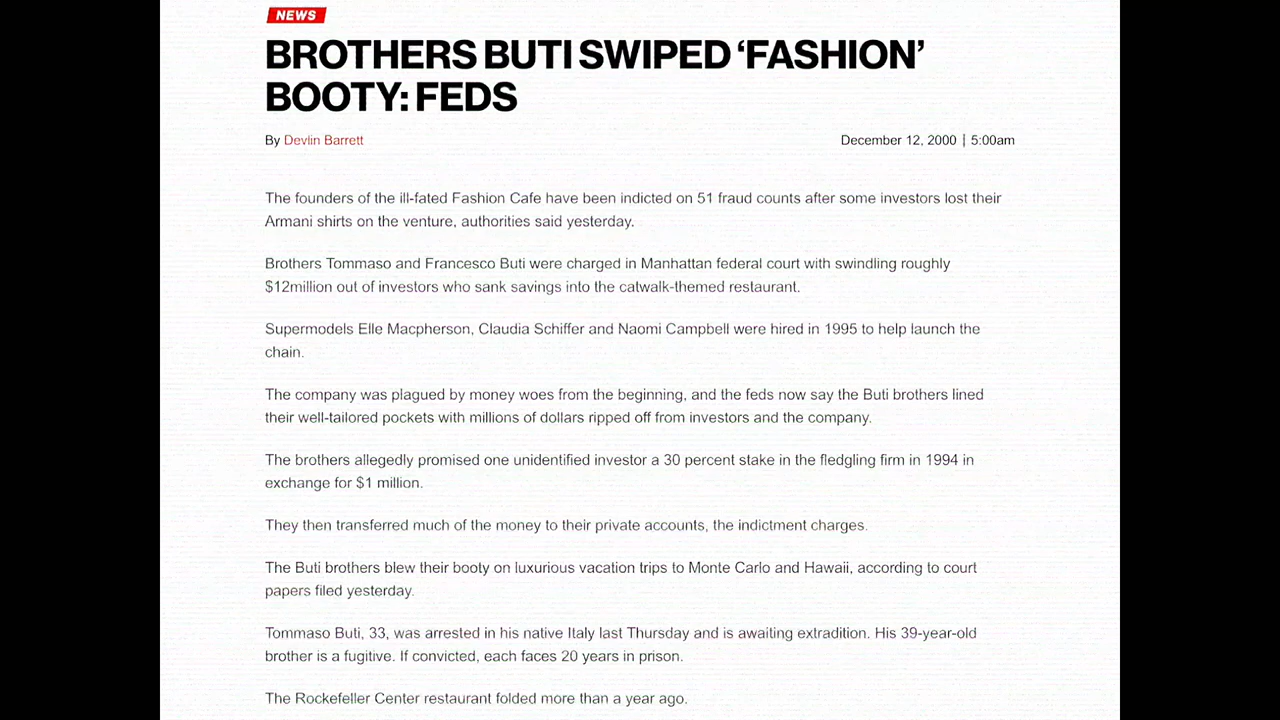 NEWS
BROTHERS BUTI SWIPED ‘FASHION’
BOOTY: FEDS
By Devlin Barrett December 12, 2000 | 5:00am
The founders of the ill-fated Fashion Cafe have been indicted on 51 fraud counts after some investors lost their
Armani shirts on the venture, authorities said yesterday.
Brothers Tommaso and Francesco Buti were charged in Manhattan federal court with swindling roughly
$12million out of investors who sank savings into the catwalk-themed restaurant.
Supermodels Elle Macpherson, Claudia Schiffer and Naomi Campbell were hired in 1995 to help launch the
chain.
The company was plagued by money woes from the beginning, and the feds now say the Buti brothers lined
their well-tailored pockets with millions of dollars ripped off from investors and the company.
The brothers allegedly promised one unidentified investor a 30 percent stake in the fledgling firm in 1994 in
exchange for $1 million.
They then transferred much of the money to their private accounts, the indictment charges.
The Buti brothers blew their booty on luxurious vacation trips to Monte Carlo and Hawaii, according to court
papers filed yesterday.
Tommaso Buti, 33, was arrested in his native Italy last Thursday and is awaiting extradition. His 39-year-old
brother is a fugitive. If convicted, each faces 20 years in prison.
The Rockefeller Center restaurant folded more than a year ago.